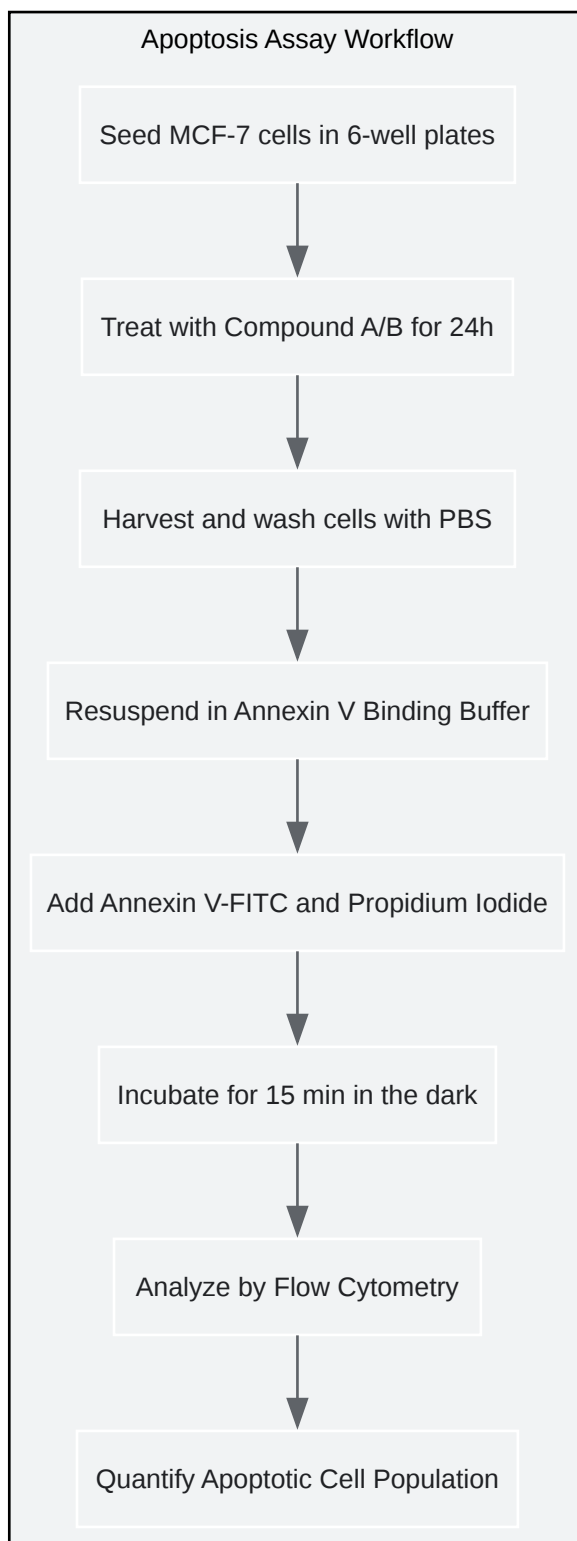 Apoptosis Assay Workflow
Seed MCF-7 cells in 6-well plates
Treat with Compound A/B for 24h
Harvest and wash cells with PBS
Resuspend in Annexin V Binding Buffer
Add Annexin V-FITC and Propidium Iodide
Incubate for 15 min in the dark
Analyze by Flow Cytometry
Quantify Apoptotic Cell Population